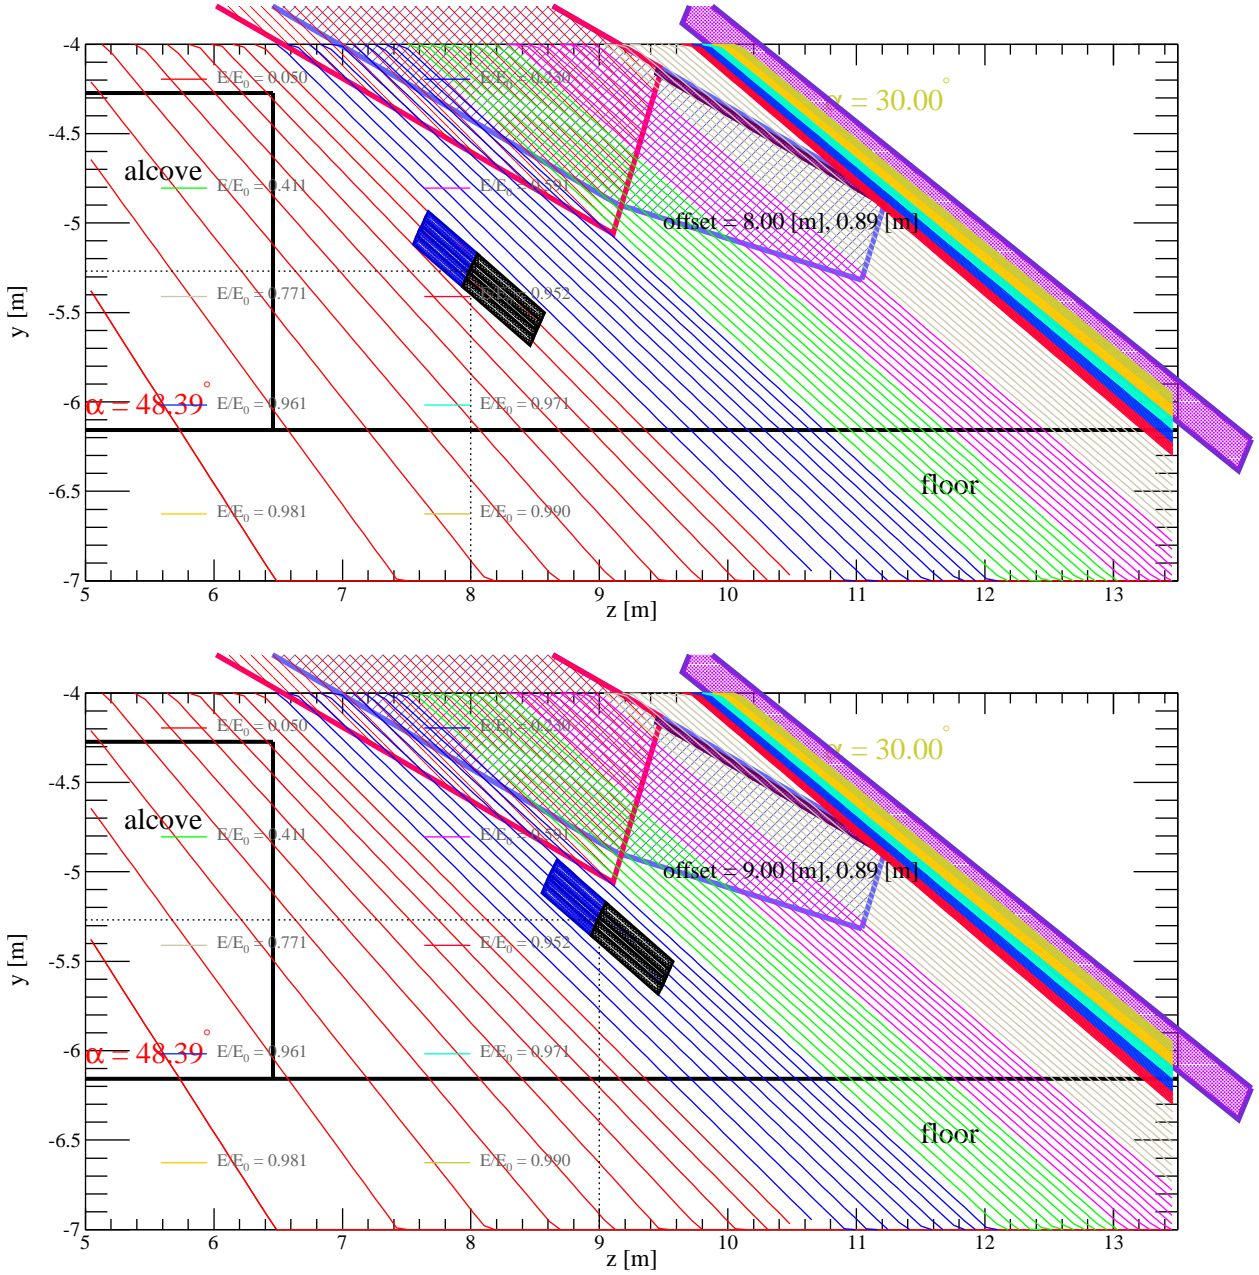 -4
E/E0 = 0.050
E/E0 = 0.230
α = 30.00°
-4.5
alcove
E/E0 = 0.411
E/E0 = 0.591
-5
offset = 8.00 [m], 0.89 [m]
E/E0 = 0.771
E/E0 = 0.952
y [m]
-5.5
-6
α = 48.39°
E/E0 = 0.961
E/E0 = 0.971
floor
-6.5
E/E0 = 0.981
E/E0 = 0.990
-7
5 6 7 8 9 10 11 12 13
z [m]
-4
E/E0 = 0.050
E/E0 = 0.230
α = 30.00°
-4.5
alcove
E/E0 = 0.411
E/E0 = 0.591
-5
offset = 9.00 [m], 0.89 [m]
E/E0 = 0.771
E/E0 = 0.952
y [m]
-5.5
-6
α = 48.39°
E/E0 = 0.961
E/E0 = 0.971
floor
-6.5
E/E0 = 0.981
E/E0 = 0.990
-7
5 6 7 8 9 10 11 12 13
z [m]